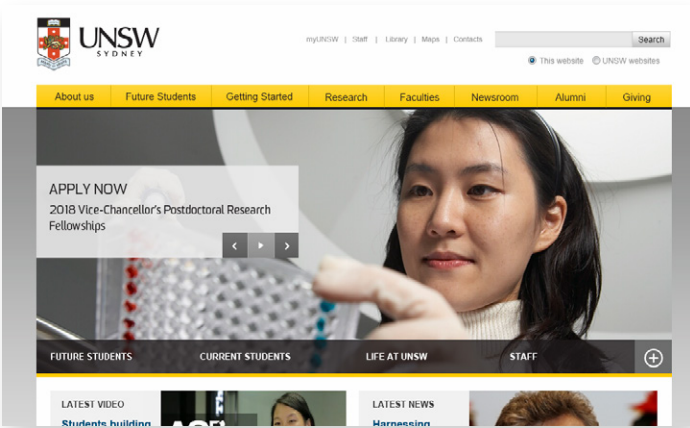 UNSW
SYDNEY
myUNSW | Staff | Library | Maps | Contacts
Search
This website UNSW websites
About us Future Students Getting Started Research Faculties Newsroom Alumni Giving
APPLY NOW
2018 Vice-Chancellor's Postdoctoral Research
Fellowships
FUTURE STUDENTS CURRENT STUDENTS LIFE AT UNSW STAFF
LATEST VIDEO
Students building
LATEST NEWS
Harnessing